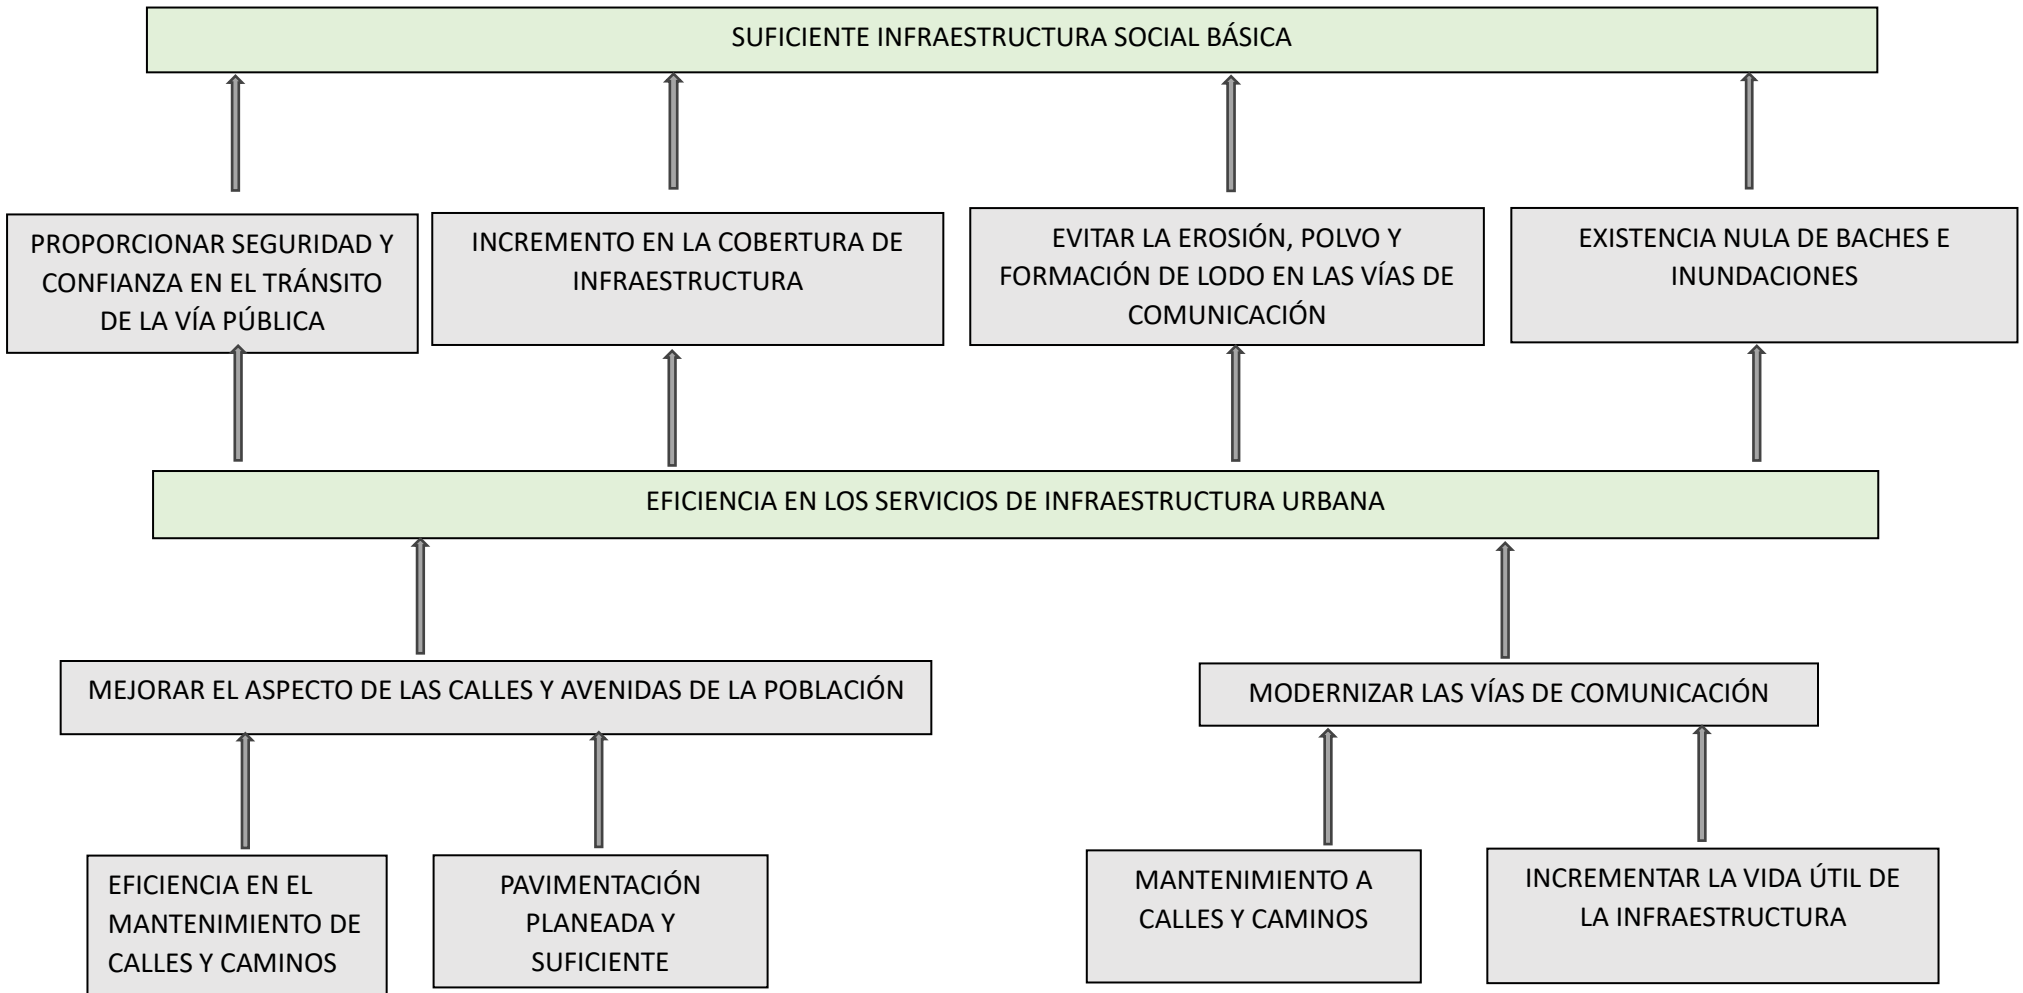 SUFICIENTE INFRAESTRUCTURA SOCIAL BÁSICA
PROPORCIONAR SEGURIDAD Y
CONFIANZA EN EL TRÁNSITO
DE LA VÍA PÚBLICA
INCREMENTO EN LA COBERTURA DE
INFRAESTRUCTURA
EVITAR LA EROSIÓN, POLVO Y
FORMACIÓN DE LODO EN LAS VÍAS DE
COMUNICACIÓN
EXISTENCIA NULA DE BACHES E
INUNDACIONES
EFICIENCIA EN LOS SERVICIOS DE INFRAESTRUCTURA URBANA
MEJORAR EL ASPECTO DE LAS CALLES Y AVENIDAS DE LA POBLACIÓN
MODERNIZAR LAS VÍAS DE COMUNICACIÓN
EFICIENCIA EN EL
MANTENIMIENTO DE
CALLES Y CAMINOS
PAVIMENTACIÓN
PLANEADA Y
SUFICIENTE
MANTENIMIENTO A
CALLES Y CAMINOS
INCREMENTAR LA VIDA ÚTIL DE
LA INFRAESTRUCTURA